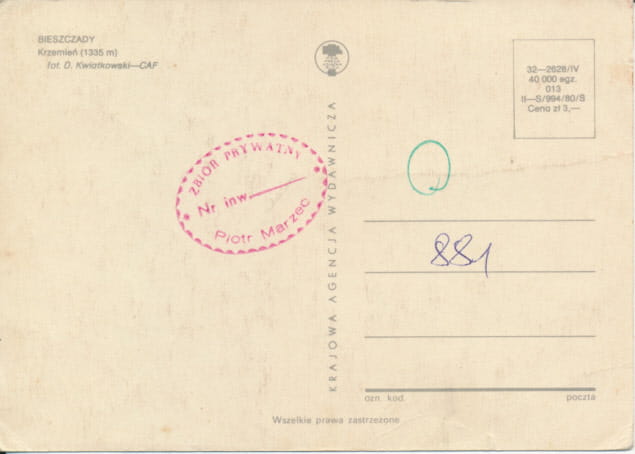 BIESZCZADY
Krzemień (1335 m)
fot. D. Kwiatkowski—CAF
ZBIÓR PRYWATNY
Nr inw.
Piotr Marzec
KRAJOWA AGENCJA WYDAWNICZA
32—2628/IV
40 000 egz.
013
II—S/994/80/S
Cena zł 3,—
881
ozn. kod.
poczta
Wszelkie prawa zastrzeżone